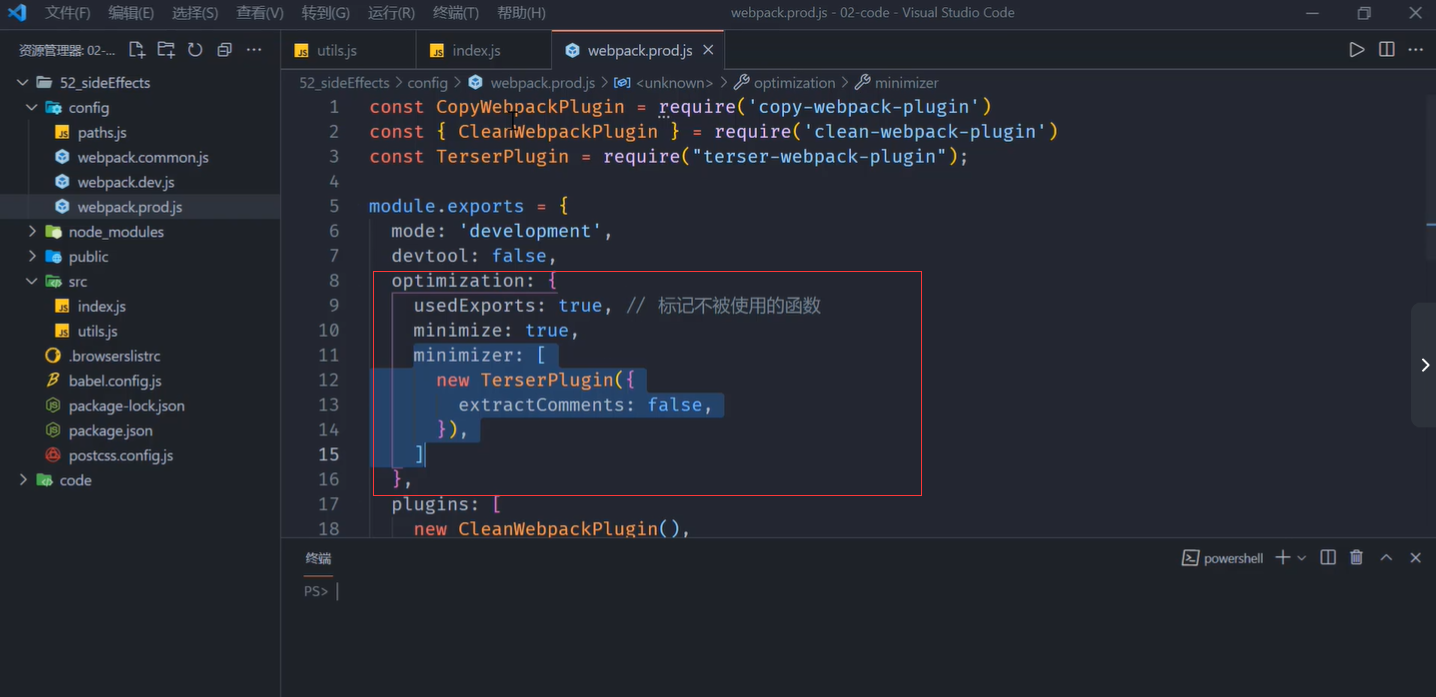 文件(F) 编辑(E) 选择(S) 查看(V) 转到(G) 运行(R) 终端(T) 帮助(H) webpack.prod.js - 02-code - Visual Studio Code
资源管理器: 02-...
52_sideEffects
config
paths.js
webpack.common.js
webpack.dev.js
webpack.prod.js
node_modules
public
src
index.js
utils.js
.browserslistrc
babel.config.js
package-lock.json
package.json
postcss.config.js
code
utils.js index.js webpack.prod.js
52_sideEffects > config > webpack.prod.js > <unknown> > optimization > minimizer
1 const CopyWebpackPlugin = require('copy-webpack-plugin')
2 const { CleanWebpackPlugin } = require('clean-webpack-plugin')
3 const TerserPlugin = require("terser-webpack-plugin");
4
5 module.exports = {
6 mode: 'development',
7 devtool: false,
8 optimization: {
9 usedExports: true, // 标记不被使用的函数
10 minimize: true,
11 minimizer: [
12 new TerserPlugin({
13 extractComments: false,
14 }),
15 ]
16 },
17 plugins: [
18 new CleanWebpackPlugin(),
终端 powershell
PS>